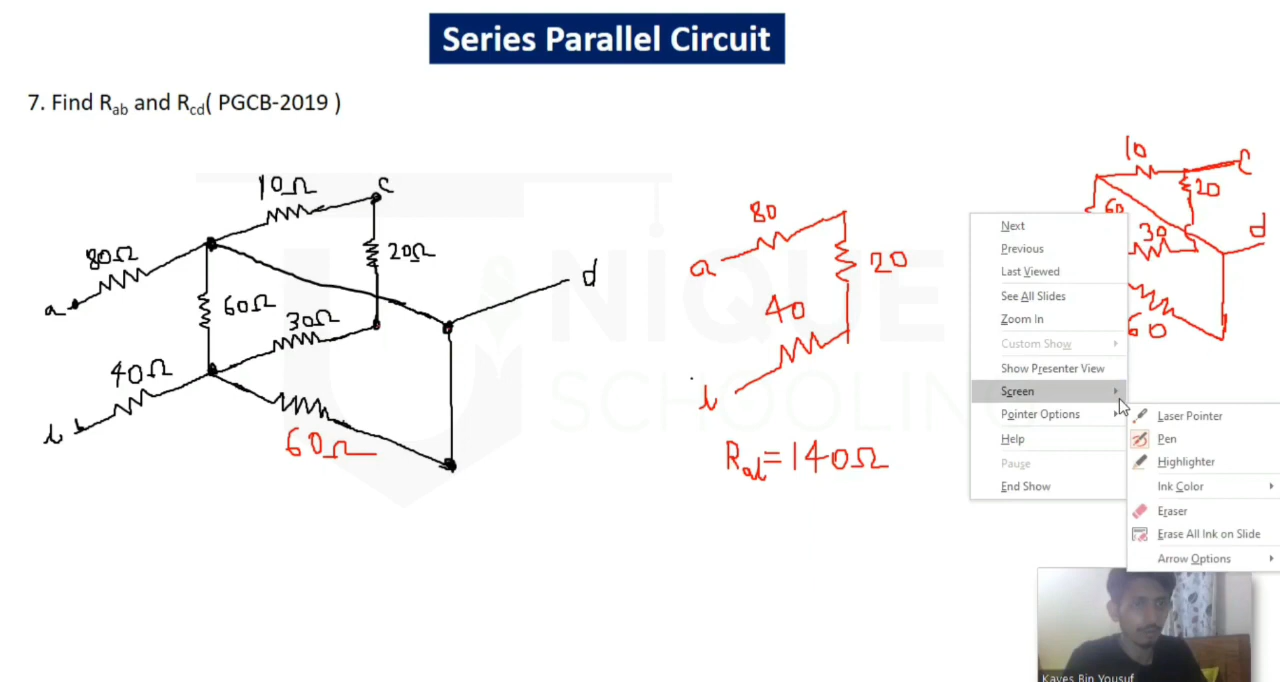 Series Parallel Circuit
7. Find Rab and Rcd( PGCB-2019 )
10Ω
c
80Ω
20Ω
a
60Ω
30Ω
d
40Ω
b
60Ω
80
a
20
40
b
Rab=140Ω
10
c
20
60
30
d
60
NIQUE
SCHOOLING
Next
Previous
Last Viewed
See All Slides
Zoom In
Custom Show
Show Presenter View
Screen
Pointer Options
Help
Pause
End Show
Laser Pointer
Pen
Highlighter
Ink Color
Eraser
Erase All Ink on Slide
Arrow Options
Kayes Bin Yousuf